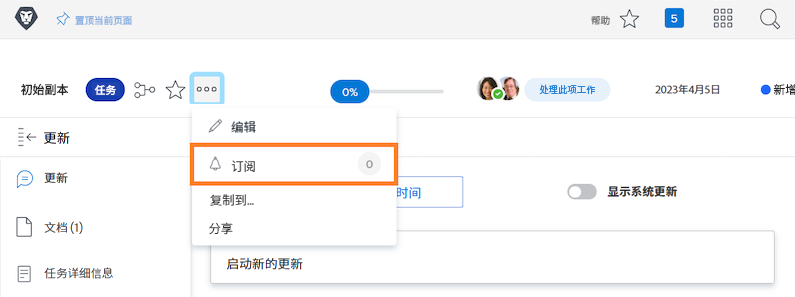 置顶当前页面
帮助
5
初始副本
任务
0%
处理此项工作
2023年4月5日
新增
更新
编辑
订阅
0
更新
时间
显示系统更新
复制到...
文档 (1)
分享
启动新的更新
任务详细信息